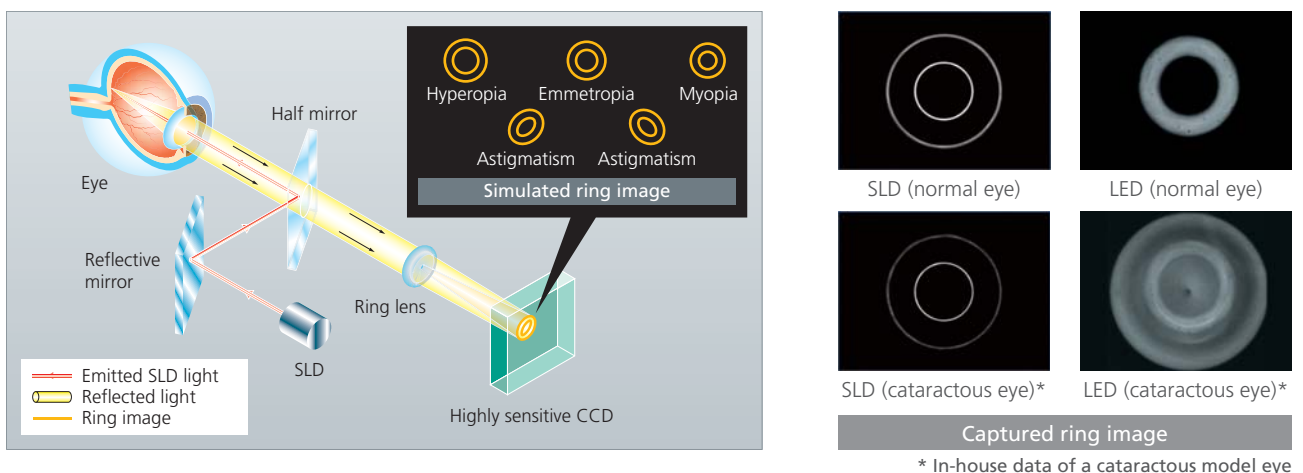 Hyperopia
Emmetropia
Myopia
Astigmatism
Astigmatism
Simulated ring image
Half mirror
Eye
Reflective
mirror
Ring lens
SLD
Highly sensitive CCD
Emitted SLD light
Reflected light
Ring image
SLD (normal eye)
LED (normal eye)
SLD (cataractous eye)*
LED (cataractous eye)*
Captured ring image
* In-house data of a cataractous model eye